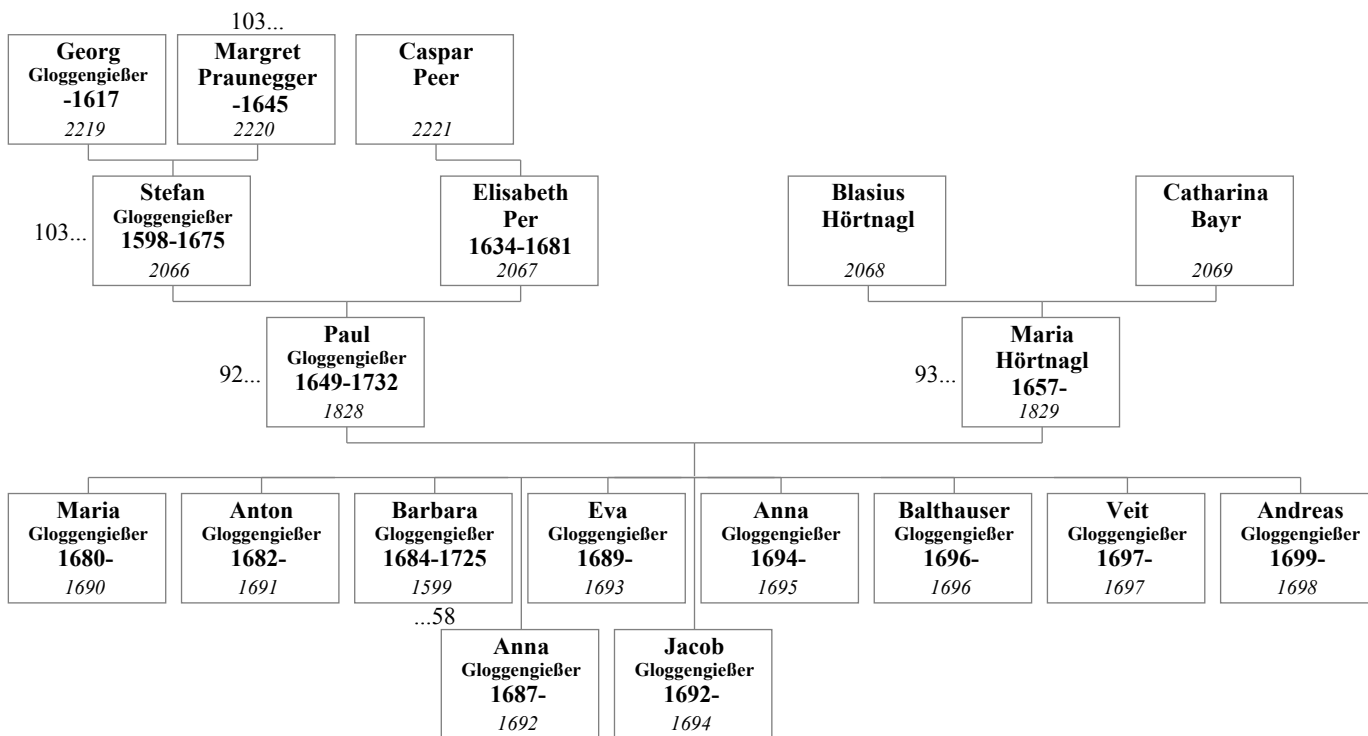 103...
Georg
Gloggengießer
-1617
2219
Margret
Praunegger
-1645
2220
Caspar
Peer
2221
103...
Stefan
Gloggengießer
1598-1675
2066
Elisabeth
Per
1634-1681
2067
Blasius
Hörtnagl
2068
Catharina
Bayr
2069
92...
Paul
Gloggengießer
1649-1732
1828
93...
Maria
Hörtnagl
1657-
1829
Maria
Gloggengießer
1680-
1690
Anton
Gloggengießer
1682-
1691
Barbara
Gloggengießer
1684-1725
1599
...58
Eva
Gloggengießer
1689-
1693
Anna
Gloggengießer
1694-
1695
Balthauser
Gloggengießer
1696-
1696
Veit
Gloggengießer
1697-
1697
Andreas
Gloggengießer
1699-
1698
Anna
Gloggengießer
1687-
1692
Jacob
Gloggengießer
1692-
1694